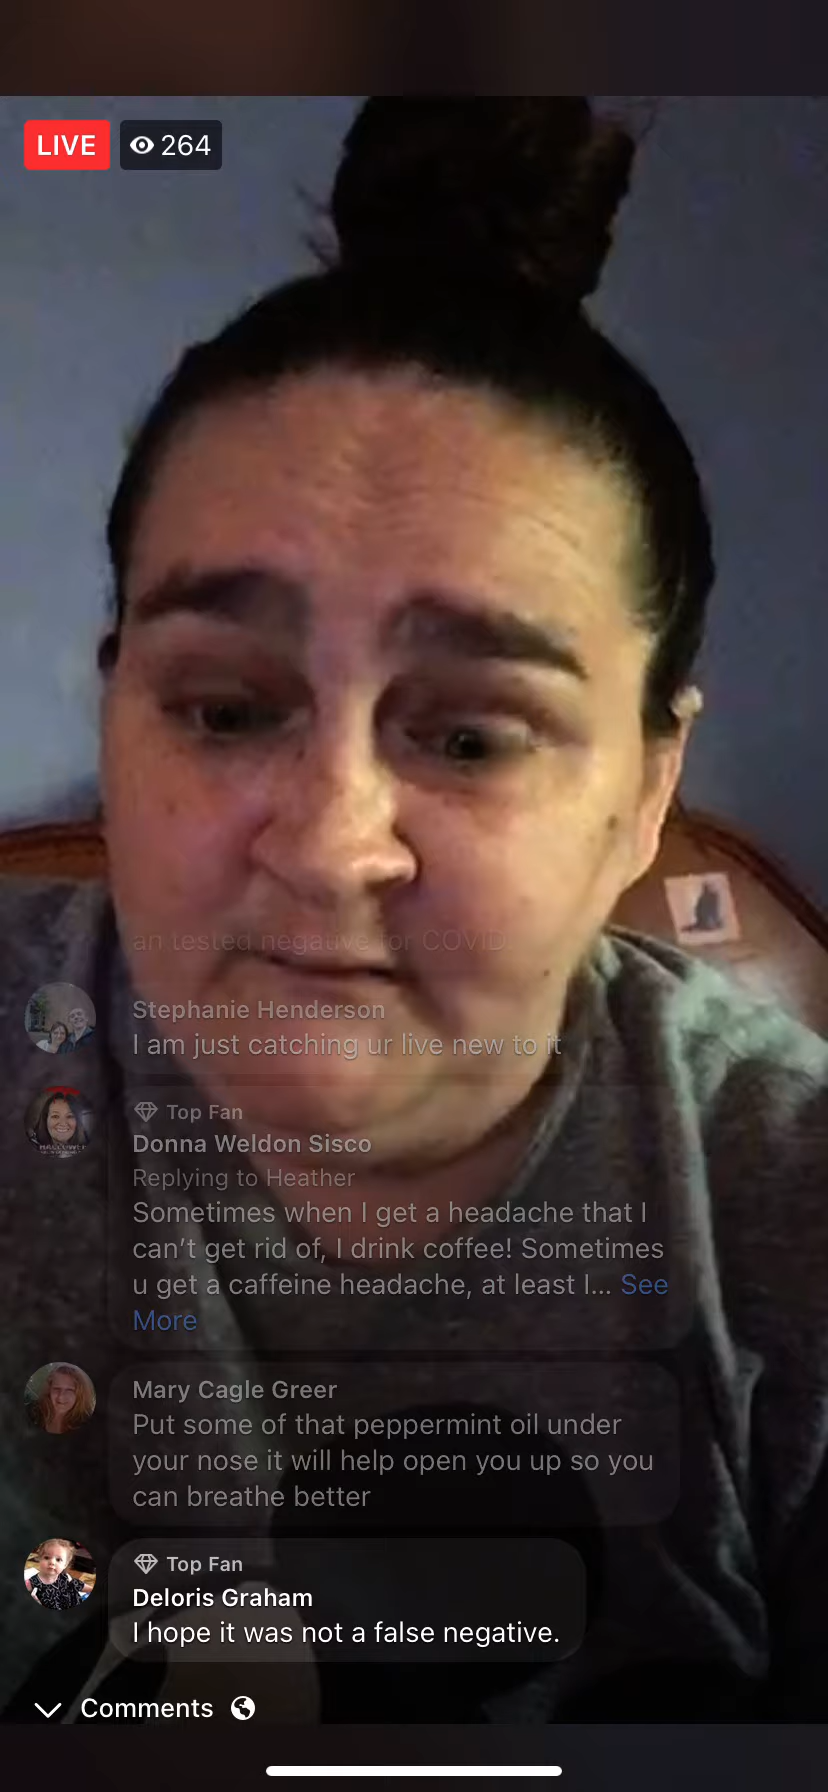 LIVE 264
an tested negative for COVID.
Stephanie Henderson
I am just catching ur live new to it
Top Fan
Donna Weldon Sisco
Replying to Heather
Sometimes when I get a headache that I
can’t get rid of, I drink coffee! Sometimes
u get a caffeine headache, at least I... See
More
Mary Cagle Greer
Put some of that peppermint oil under
your nose it will help open you up so you
can breathe better
Top Fan
Deloris Graham
I hope it was not a false negative.
Comments